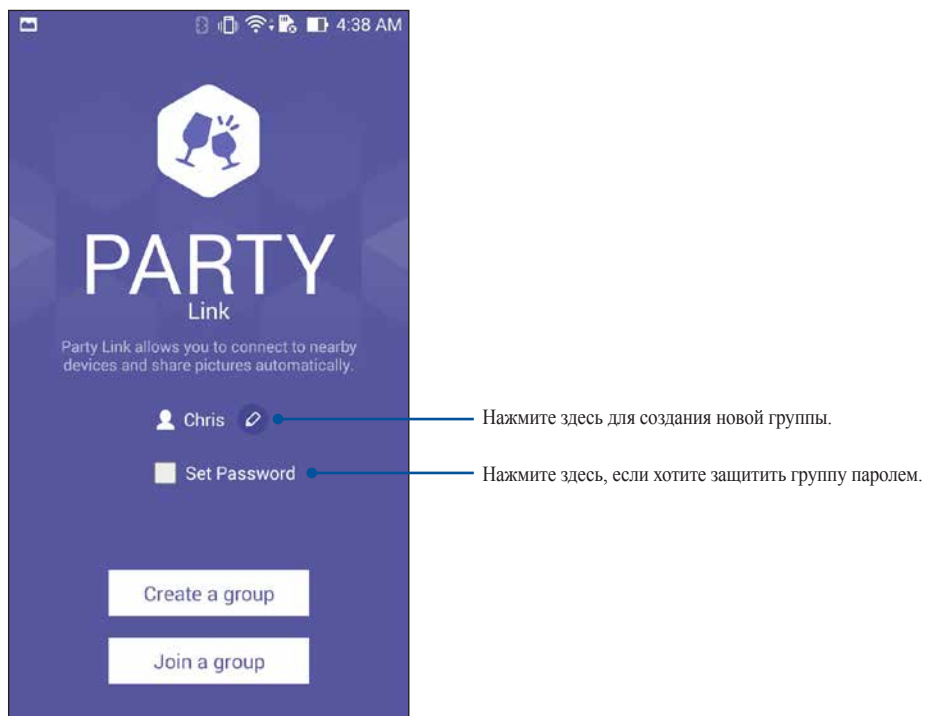 4:38 AM
PARTY
Link
Party Link allows you to connect to nearby
devices and share pictures automatically.
Chris
Нажмите здесь для создания новой группы.
Set Password
Нажмите здесь, если хотите защитить группу паролем.
Create a group
Join a group